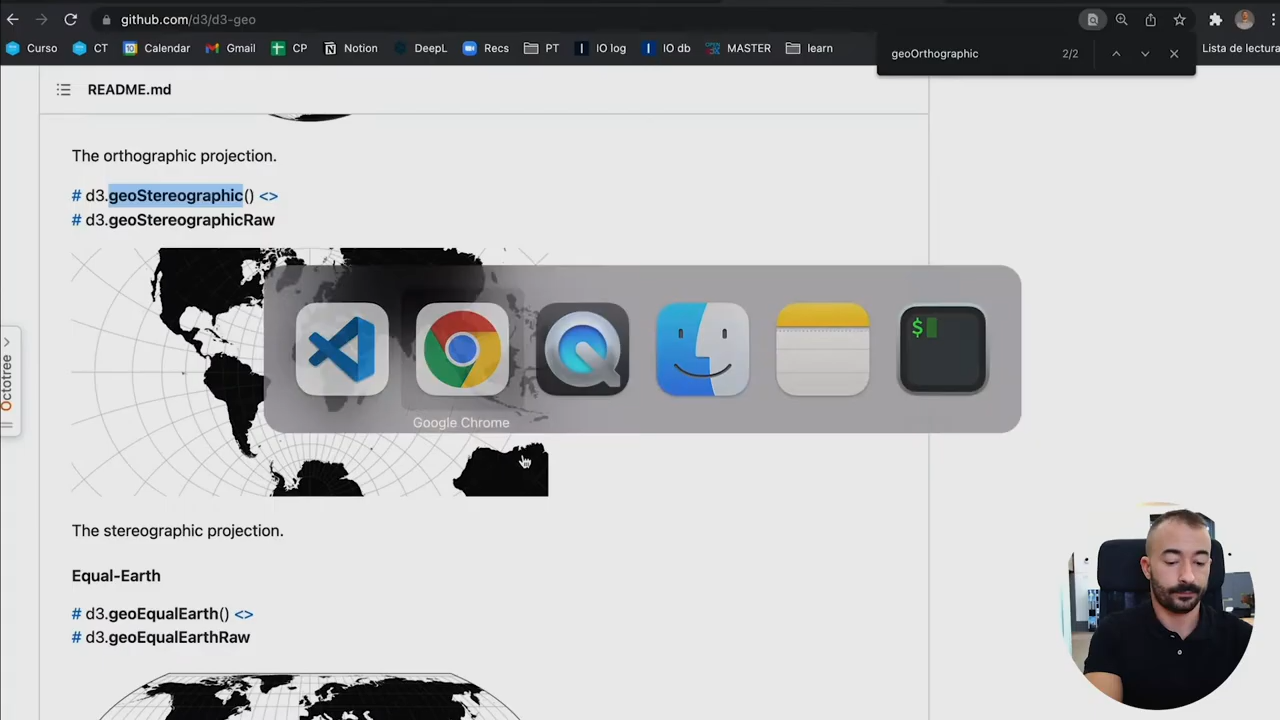 github.com/d3/d3-geo
Curso CT Calendar Gmail CP Notion DeepL Recs PT IO log IO db MASTER learn Lista de lectura
geoOrthographic 2/2
README.md
The orthographic projection.
# d3.geoStereographic() <>
# d3.geoStereographicRaw
$
Google Chrome
Octotree
The stereographic projection.
Equal-Earth
# d3.geoEqualEarth() <>
# d3.geoEqualEarthRaw